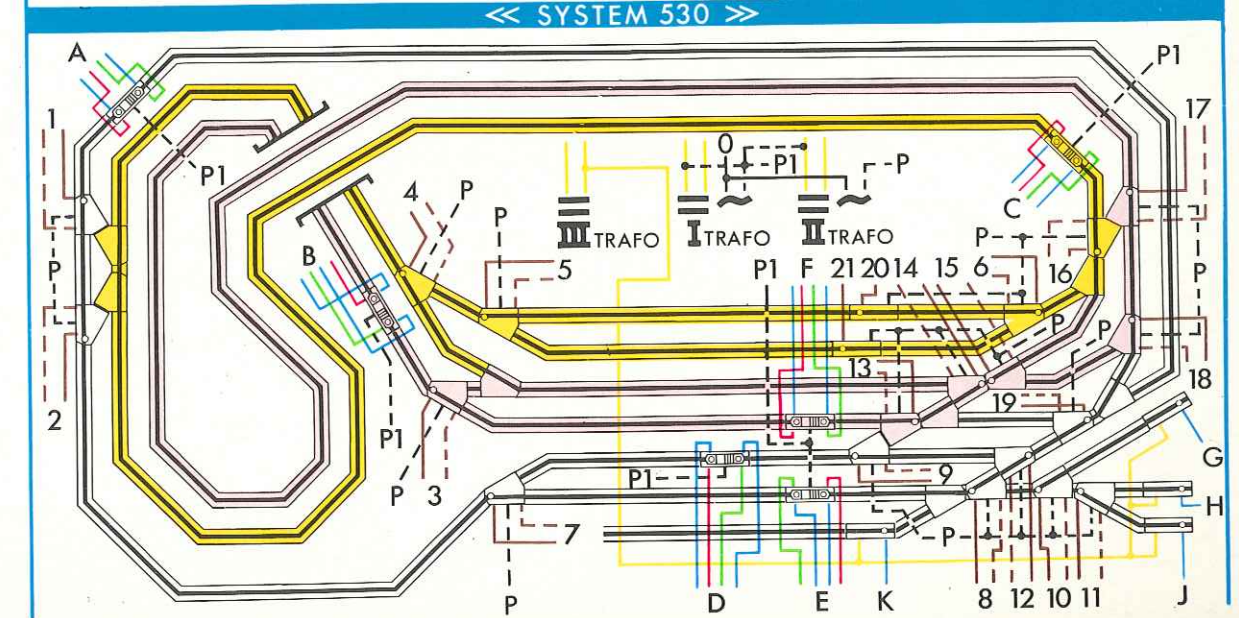 << SYSTEM 530 >>
A
P1
17
1
P1
O
P1
P
4
P
P
C
III TRAFO
I TRAFO
II TRAFO
P
16
P
B
5
P1
F
21
20
14
15
6
P
P
P
2
13
18
19
P1
P
3
P1
9
G
7
P
H
P
D
E
K
8
12
10
11
J